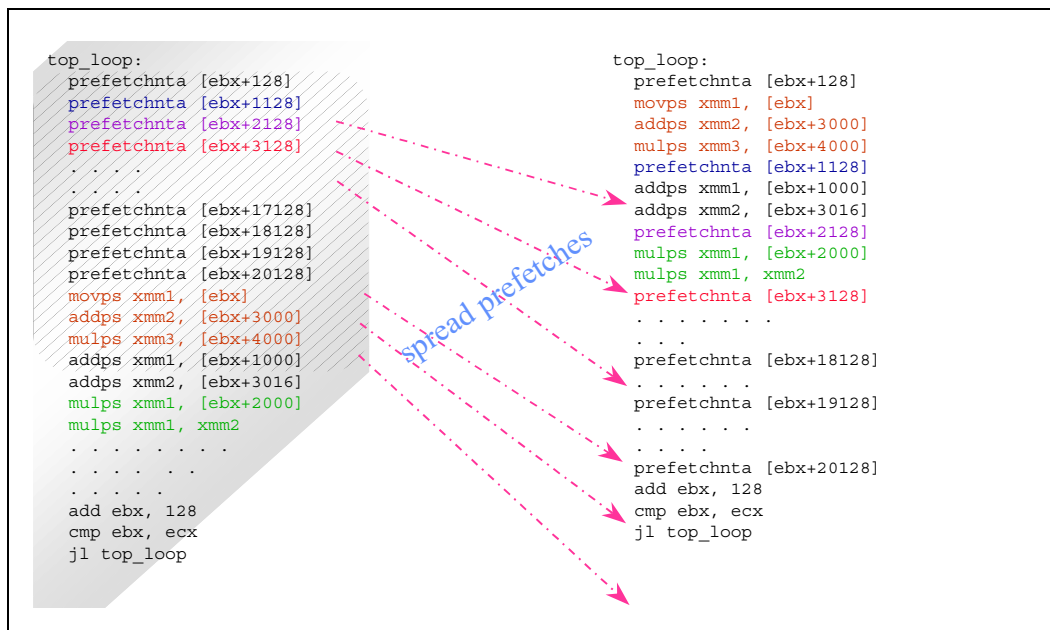 top_loop:
prefetchnta [ebx+128]
prefetchnta [ebx+1128]
prefetchnta [ebx+2128]
prefetchnta [ebx+3128]
. . . .
. . . .
prefetchnta [ebx+17128]
prefetchnta [ebx+18128]
prefetchnta [ebx+19128]
prefetchnta [ebx+20128]
movps xmm1, [ebx]
addps xmm2, [ebx+3000]
mulps xmm3, [ebx+4000]
addps xmm1, [ebx+1000]
addps xmm2, [ebx+3016]
mulps xmm1, [ebx+2000]
mulps xmm1, xmm2
. . . . . . . .
. . . . . .
. . . . .
add ebx, 128
cmp ebx, ecx
jl top_loop
spread prefetches
top_loop:
prefetchnta [ebx+128]
movps xmm1, [ebx]
addps xmm2, [ebx+3000]
mulps xmm3, [ebx+4000]
prefetchnta [ebx+1128]
addps xmm1, [ebx+1000]
addps xmm2, [ebx+3016]
prefetchnta [ebx+2128]
mulps xmm1, [ebx+2000]
mulps xmm1, xmm2
prefetchnta [ebx+3128]
. . . . . . .
. . .
prefetchnta [ebx+18128]
. . . . . .
prefetchnta [ebx+19128]
. . . . . .
. . . .
prefetchnta [ebx+20128]
add ebx, 128
cmp ebx, ecx
jl top_loop